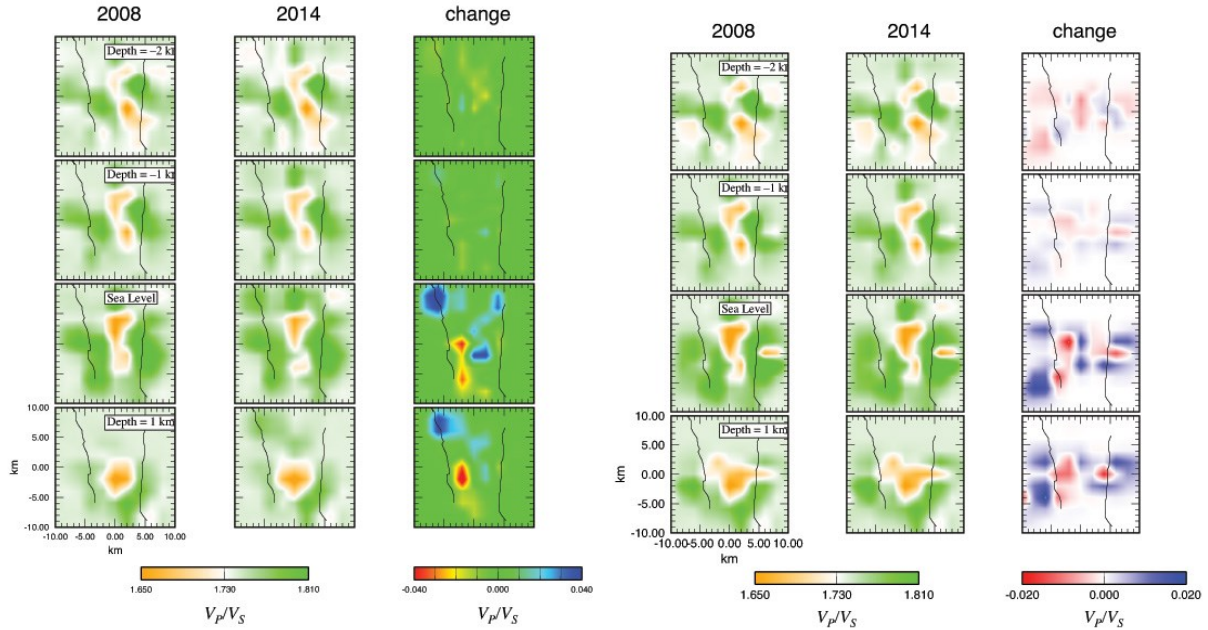 2008 2014 change
Depth = −2 k
Depth = −1 k
Sea Level
Depth = 1 km
10.00
5.00
−0.00
−5.00
-10.00
km
-10.00 -5.00 0.00 5.00 10.00
km
1.650 1.730 1.810
VP/VS
-0.040 0.000 0.040
VP/VS
2008 2014 change
Depth = −2 k
Depth = −1 k
Sea Level
Depth = 1 km
10.00
5.00
0.00
-5.00
-10.00
km
-10.00 -5.00 0.00 5.00 10.00
km
1.650 1.730 1.810
VP/VS
-0.020 0.000 0.020
VP/VS